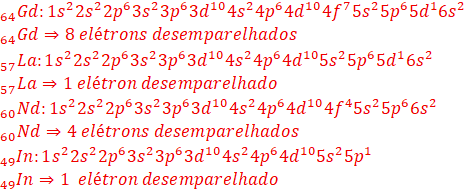 ₆₄Gd: 1s²2s²2p⁶3s²3p⁶3d¹⁰4s²4p⁶4d¹⁰4f⁷5s²5p⁶5d¹6s²
₆₄Gd ⇒ 8 elétrons desemparelhados
₅₇La: 1s²2s²2p⁶3s²3p⁶3d¹⁰4s²4p⁶4d¹⁰5s²5p⁶5d¹6s²
₅₇La ⇒ 1 elétron desemparelhado
₆₀Nd: 1s²2s²2p⁶3s²3p⁶3d¹⁰4s²4p⁶4d¹⁰4f⁴5s²5p⁶6s²
₆₀Nd ⇒ 4 elétrons desemparelhados
₄₉In: 1s²2s²2p⁶3s²3p⁶3d¹⁰4s²4p⁶4d¹⁰5s²5p¹
₄₉In ⇒ 1 elétron desemparelhado